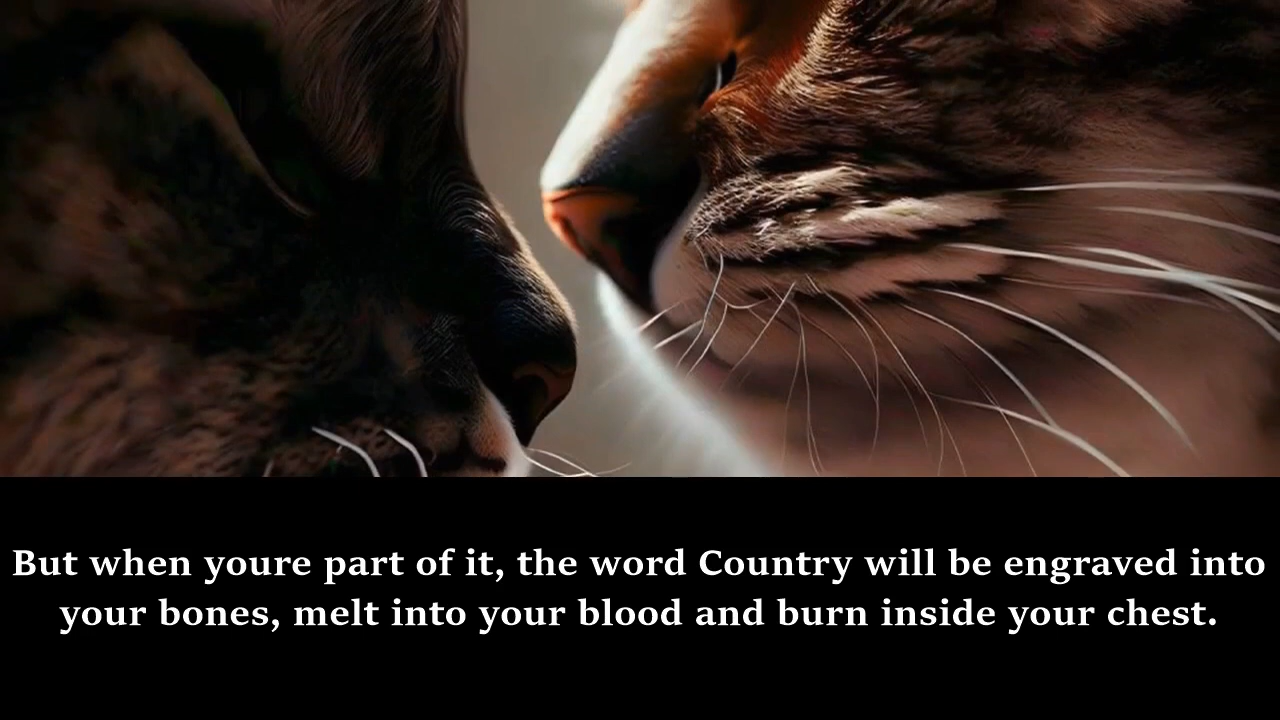 But when youre part of it, the word Country will be engraved into
your bones, melt into your blood and burn inside your chest.